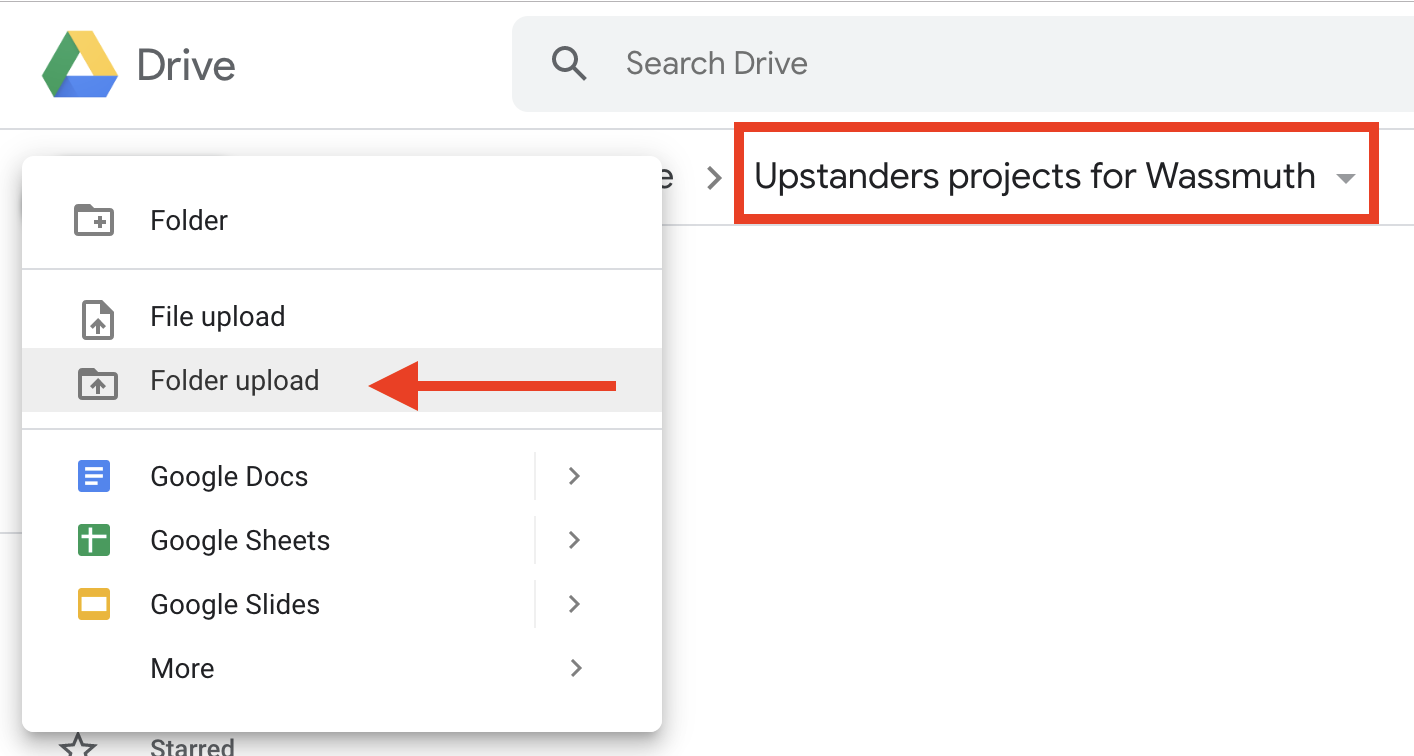 Drive
Search Drive
e
Upstanders projects for Wassmuth
Folder
File upload
Folder upload
Google Docs
Google Sheets
Google Slides
More
Starred